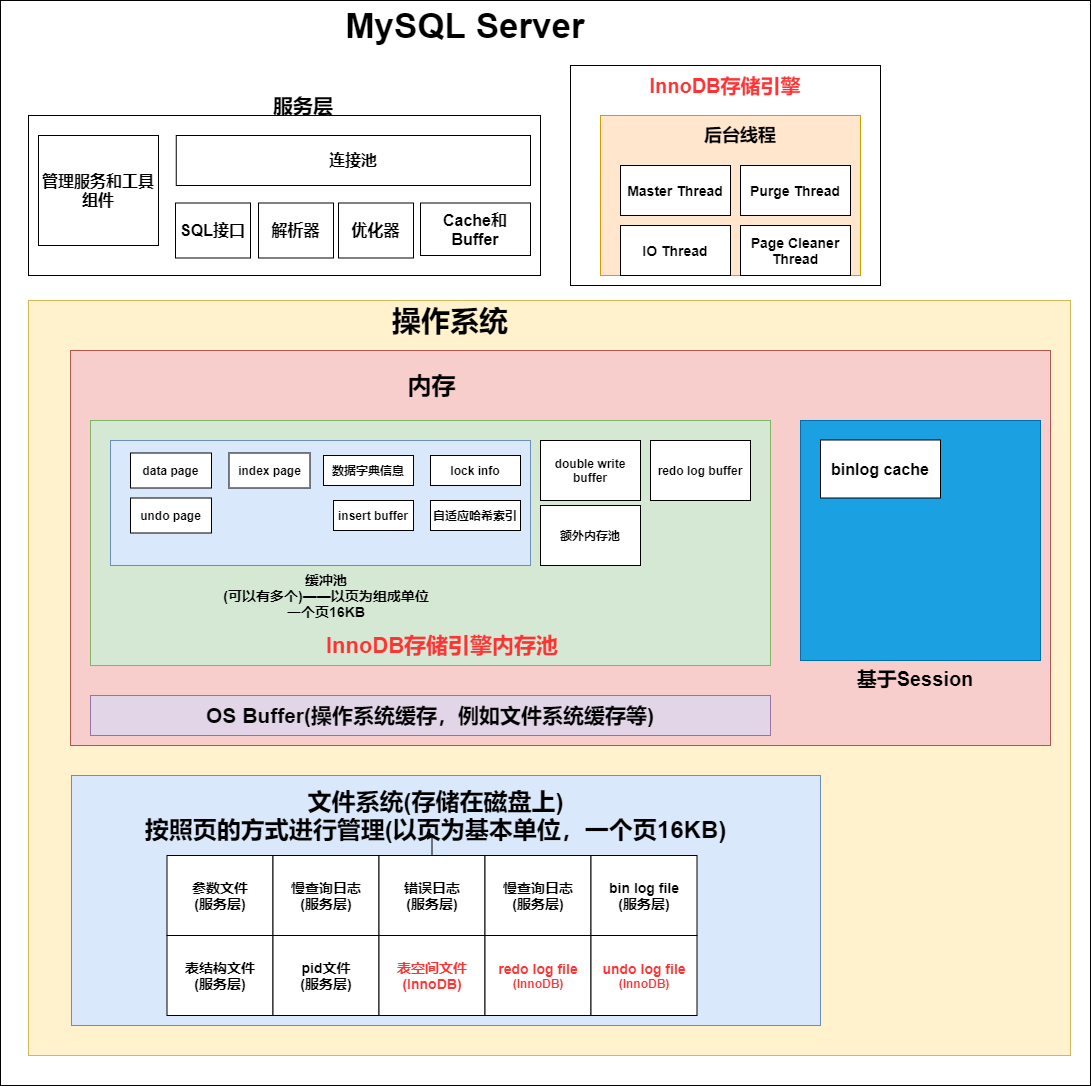 MySQL Server
服务层
管理服务和工具
组件
连接池
SQL接口
解析器
优化器
Cache和
Buffer
InnoDB存储引擎
后台线程
Master Thread
Purge Thread
IO Thread
Page Cleaner
Thread
操作系统
内存
data page
index page
数据字典信息
lock info
undo page
insert buffer
自适应哈希索引
double write
buffer
redo log buffer
额外内存池
缓冲池
(可以有多个)——以页为组成单位
一个页16KB
InnoDB存储引擎内存池
binlog cache
基于Session
OS Buffer(操作系统缓存，例如文件系统缓存等)
文件系统(存储在磁盘上)
按照页的方式进行管理(以页为基本单位，一个页16KB)
参数文件
(服务层)
慢查询日志
(服务层)
错误日志
(服务层)
慢查询日志
(服务层)
bin log file
(服务层)
表结构文件
(服务层)
pid文件
(服务层)
表空间文件
(InnoDB)
redo log file
(InnoDB)
undo log file
(InnoDB)